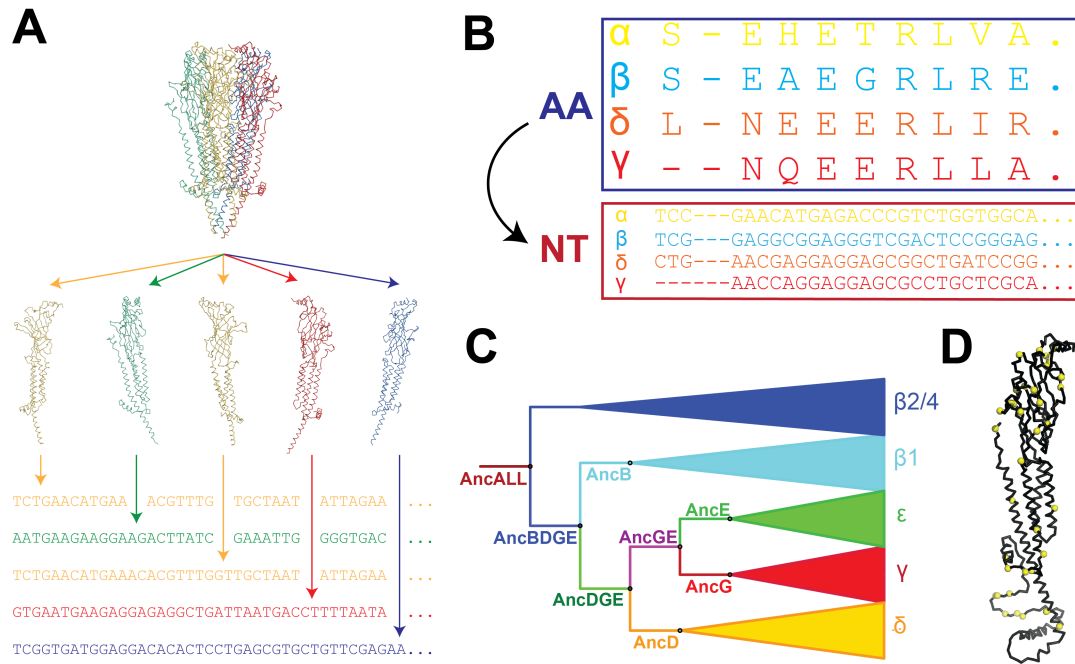 A
TCTGAACATGAA ACGTTTG TGCTAAT ATTAGAA ...
AATGAAGAAGGAAGACTTATC GAAATTG GGGTGAC ...
TCTGAACATGAAACACGTTTGGTTGCTAAT ATTAGAA ...
GTGAATGAAGAGGAGAGGCTGATTAATGACCTTTTAATA ...
TCGGTGATGGAGGACACACTCCTGAGCGTGCTGTTCGAGAA...
B
AA
α S - E H E T R L V A .
β S - E A E G R L R E .
δ L - N E E E R L I R .
γ - - N Q E E R L L A .
NT
α TCC---GAACATGAGACCCGTCTGGTGGCA...
β TCG---GAGGCGGAGGGTCGACTCCGGGAG...
δ CTG---AACGAGGAGGAGCGGCTGATCCGG...
γ ------AACCAGGAGGAGCGCCTGCTCGCA...
C
β2/4
β1
AncB
AncALL
AncE
ε
AncBDGE
AncGE
AncG
γ
AncDGE
AncD
δ
D